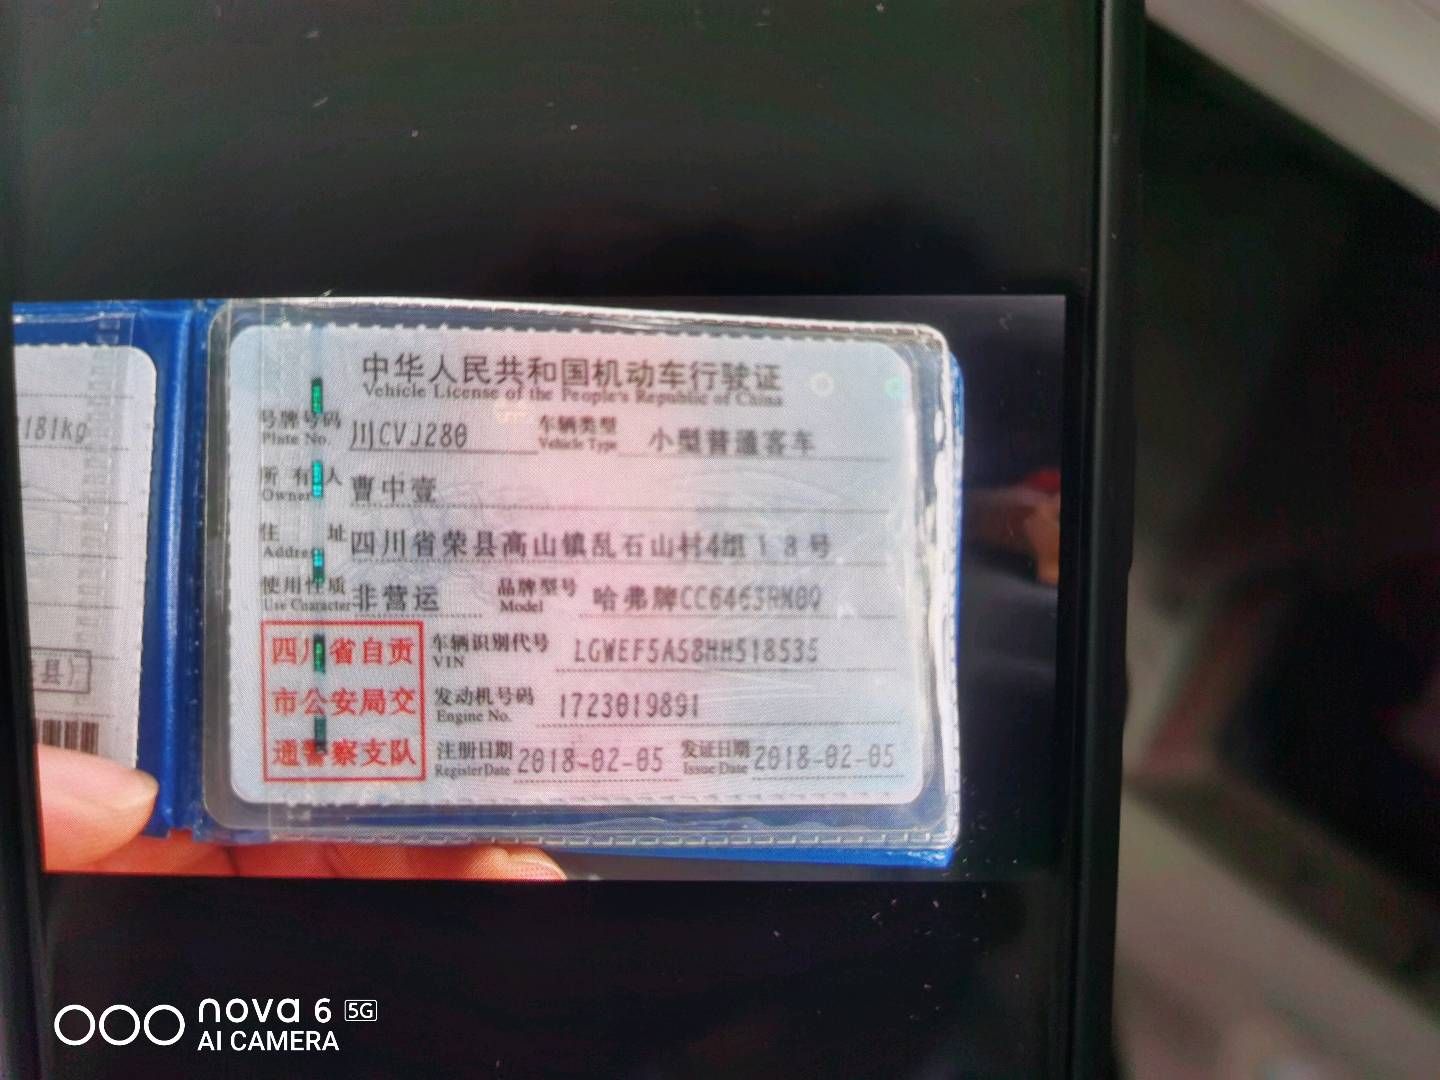 181kg
县）
中华人民共和国机动车行驶证
Vehicle License of the People's Republic of China
号牌号码 川CVJ280 车辆类型 小型普通客车
Plate No. Vehicle Type
所有人 曹中壹
Owner
住址 四川省荣县高山镇乱石山村4组18号
Address
使用性质 非营运 品牌型号 哈弗牌CC6463RM0Q
Use Character Model
四川省自贡
市公安局交
通警察支队
车辆识别代号 LGWEF5A58HH518535
VIN
发动机号码 1723019891
Engine No.
注册日期 2018-02-05 发证日期 2018-02-05
Register Date Issue Date
nova 6 5G
AI CAMERA